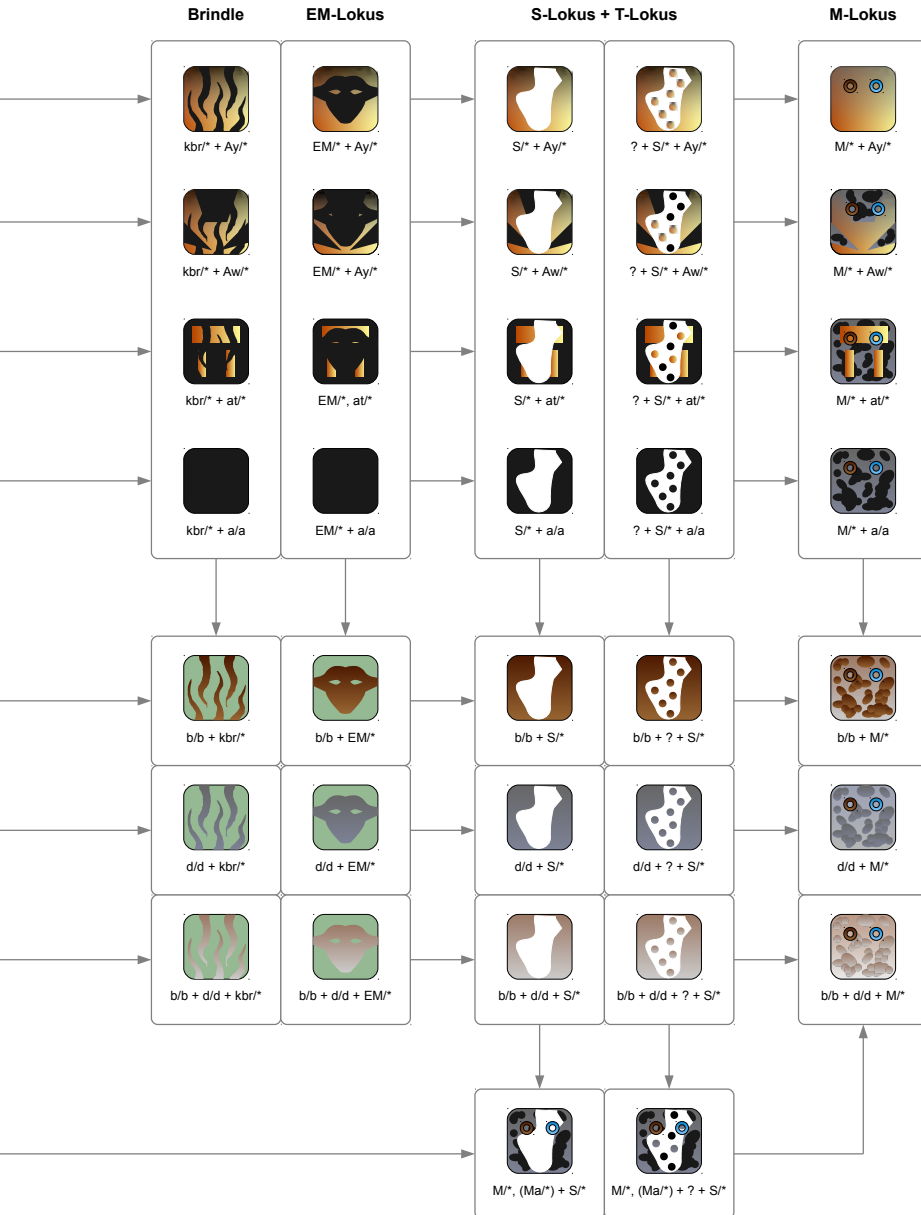 Brindle EM-Lokus S-Lokus + T-Lokus M-Lokus
kbr/* + Ay/* EM/* + Ay/* S/* + Ay/* ? + S/* + Ay/* M/* + Ay/*
kbr/* + Aw/* EM/* + Ay/* S/* + Aw/* ? + S/* + Aw/* M/* + Aw/*
kbr/* + at/* EM/*, at/* S/* + at/* ? + S/* + at/* M/* + at/*
kbr/* + a/a EM/* + a/a S/* + a/a ? + S/* + a/a M/* + a/a
b/b + kbr/* b/b + EM/* b/b + S/* b/b + ? + S/* b/b + M/*
d/d + kbr/* d/d + EM/* d/d + S/* d/d + ? + S/* d/d + M/*
b/b + d/d + kbr/* b/b + d/d + EM/* b/b + d/d + S/* b/b + d/d + ? + S/* b/b + d/d + M/*
M/*, (Ma/*) + S/* M/*, (Ma/*) + ? + S/*